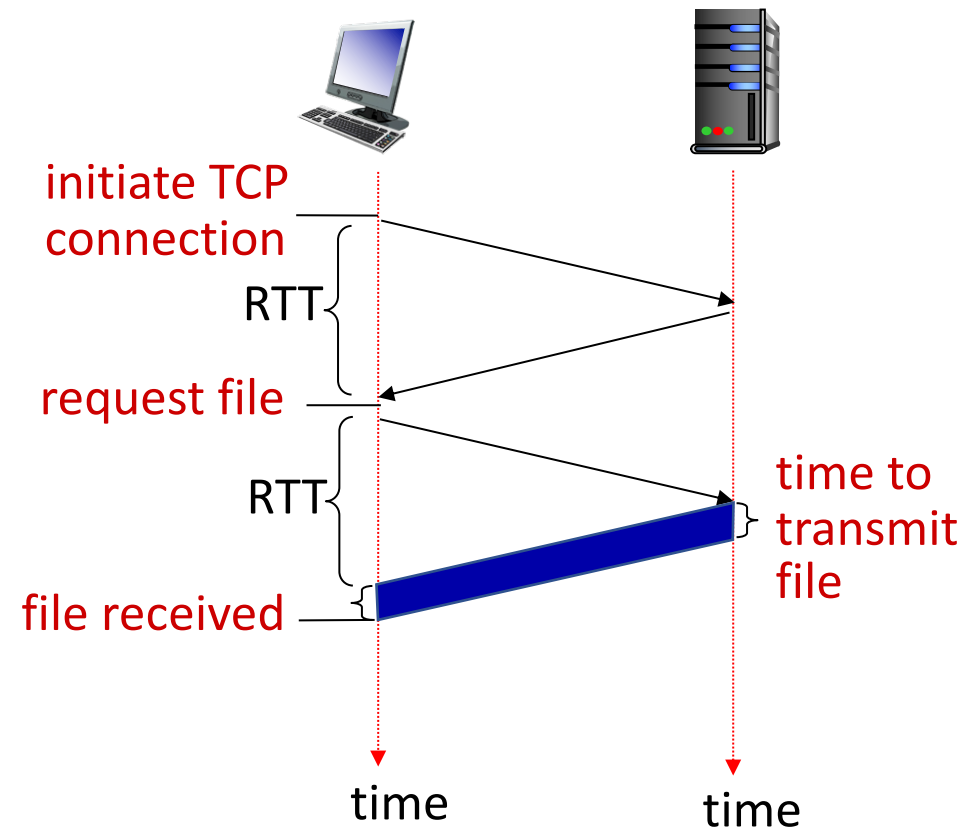 initiate TCP
connection
RTT
request file
RTT
time to
transmit
file
file received
time
time